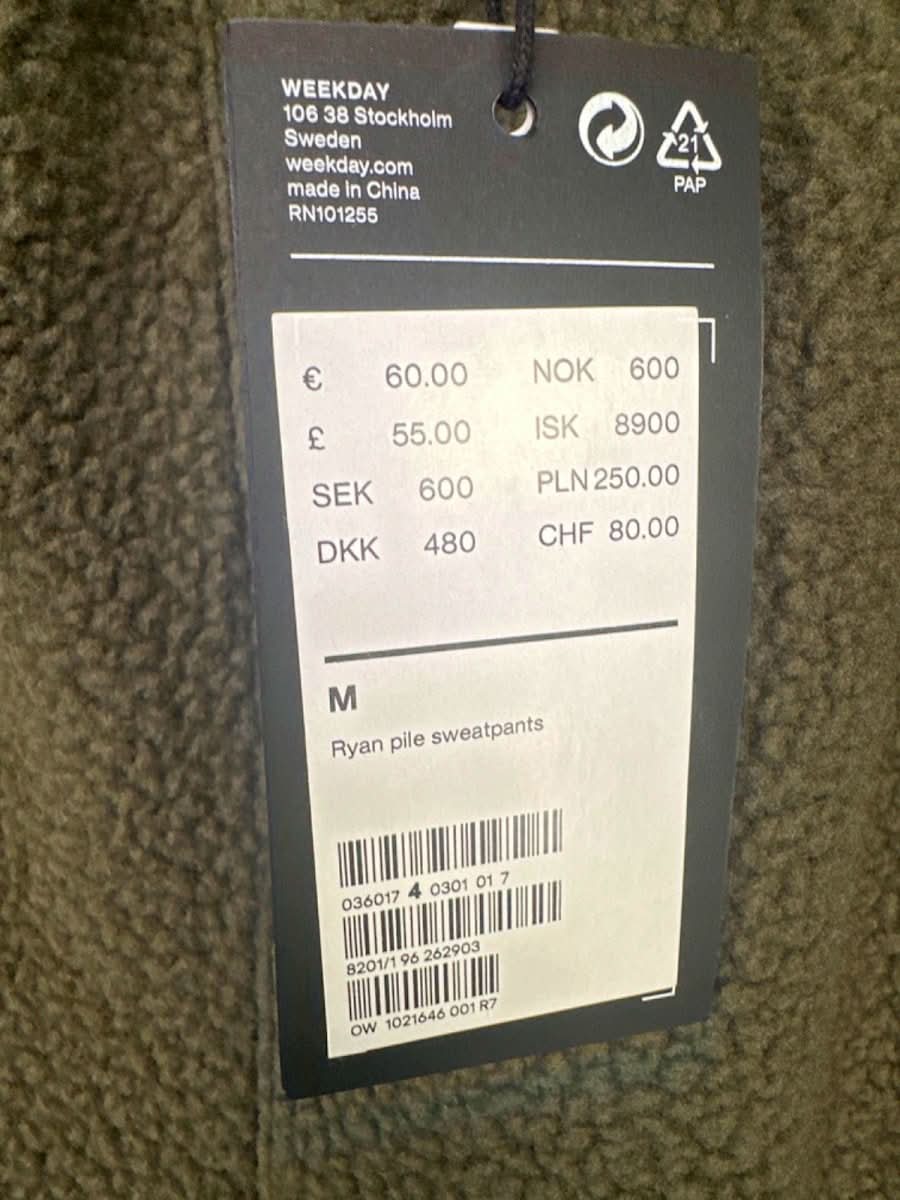 WEEKDAY
106 38 Stockholm
Sweden
weekday.com
made in China
RN101255
21
PAP
€ 60.00 NOK 600
£ 55.00 ISK 8900
SEK 600 PLN 250.00
DKK 480 CHF 80.00
M
Ryan pile sweatpants
036017 4 0301 01 7
8201/1 96 262903
OW 1021646 001 R7